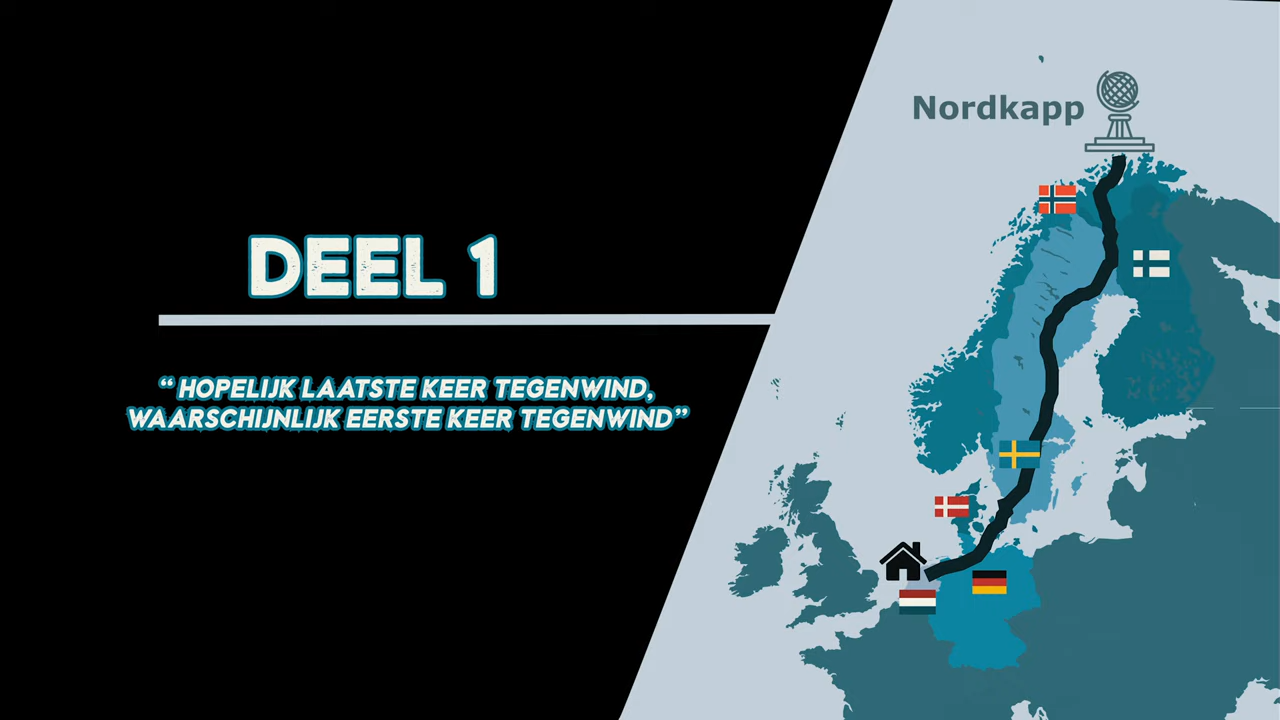 Nordkapp
DEEL 1
“ HOPELIJK LAATSTE KEER TEGENWIND,
WAARSCHIJNLIJK EERSTE KEER TEGENWIND”